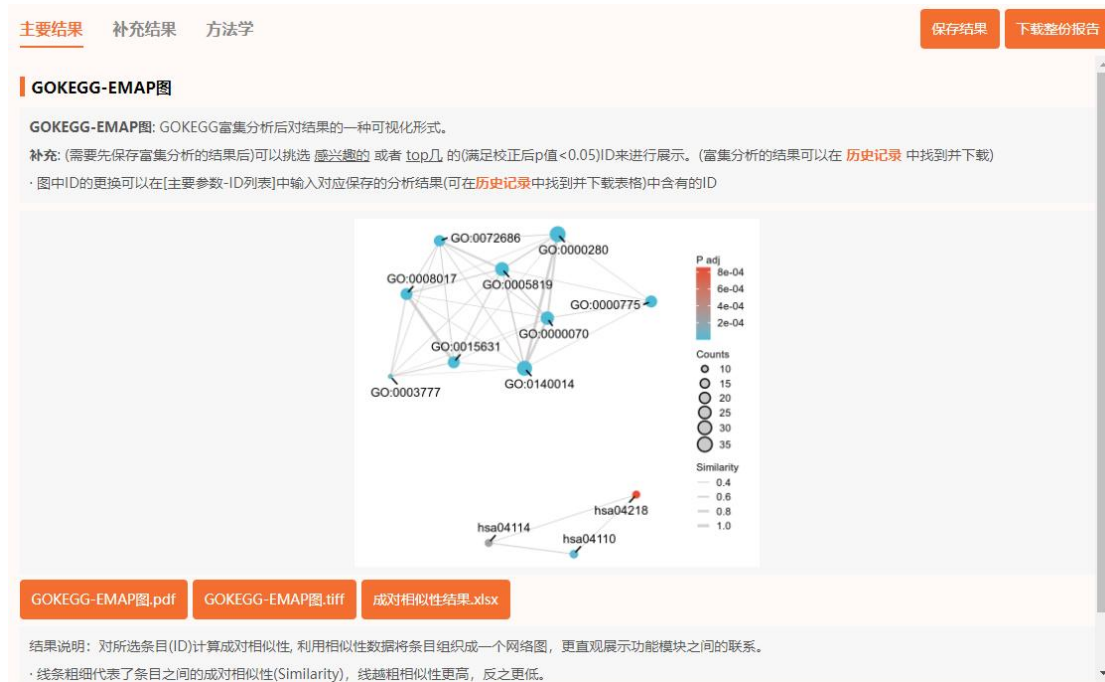 主要结果 补充结果 方法学 保存结果 下载整份报告
GOKEGG-EMAP图
GOKEGG-EMAP图: GOKEGG富集分析后对结果的一种可视化形式。
补充: (需要先保存富集分析的结果后)可以挑选 感兴趣的 或者 top几 的(满足校正后p值<0.05)ID来进行展示。(富集分析的结果可以在 历史记录 中找到并下载)
· 图中ID的更换可以在[主要参数-ID列表]中输入对应保存的分析结果(可在历史记录中找到并下载表格)中含有的ID
GO:0072686
GO:0000280
GO:0008017
GO:0005819
GO:0000775
GO:0000070
GO:0015631
GO:0140014
GO:0003777
hsa04218
hsa04114
hsa04110
P adj
8e-04
6e-04
4e-04
2e-04
Counts
10
15
20
25
30
35
Similarity
0.4
0.6
0.8
1.0
GOKEGG-EMAP图.pdf GOKEGG-EMAP图.tiff 成对相似性结果.xlsx
结果说明：对所选条目(ID)计算成对相似性, 利用相似性数据将条目组织成一个网络图，更直观展示功能模块之间的联系。
· 线条粗细代表了条目之间的成对相似性(Similarity)，线越粗相似性更高，反之更低。